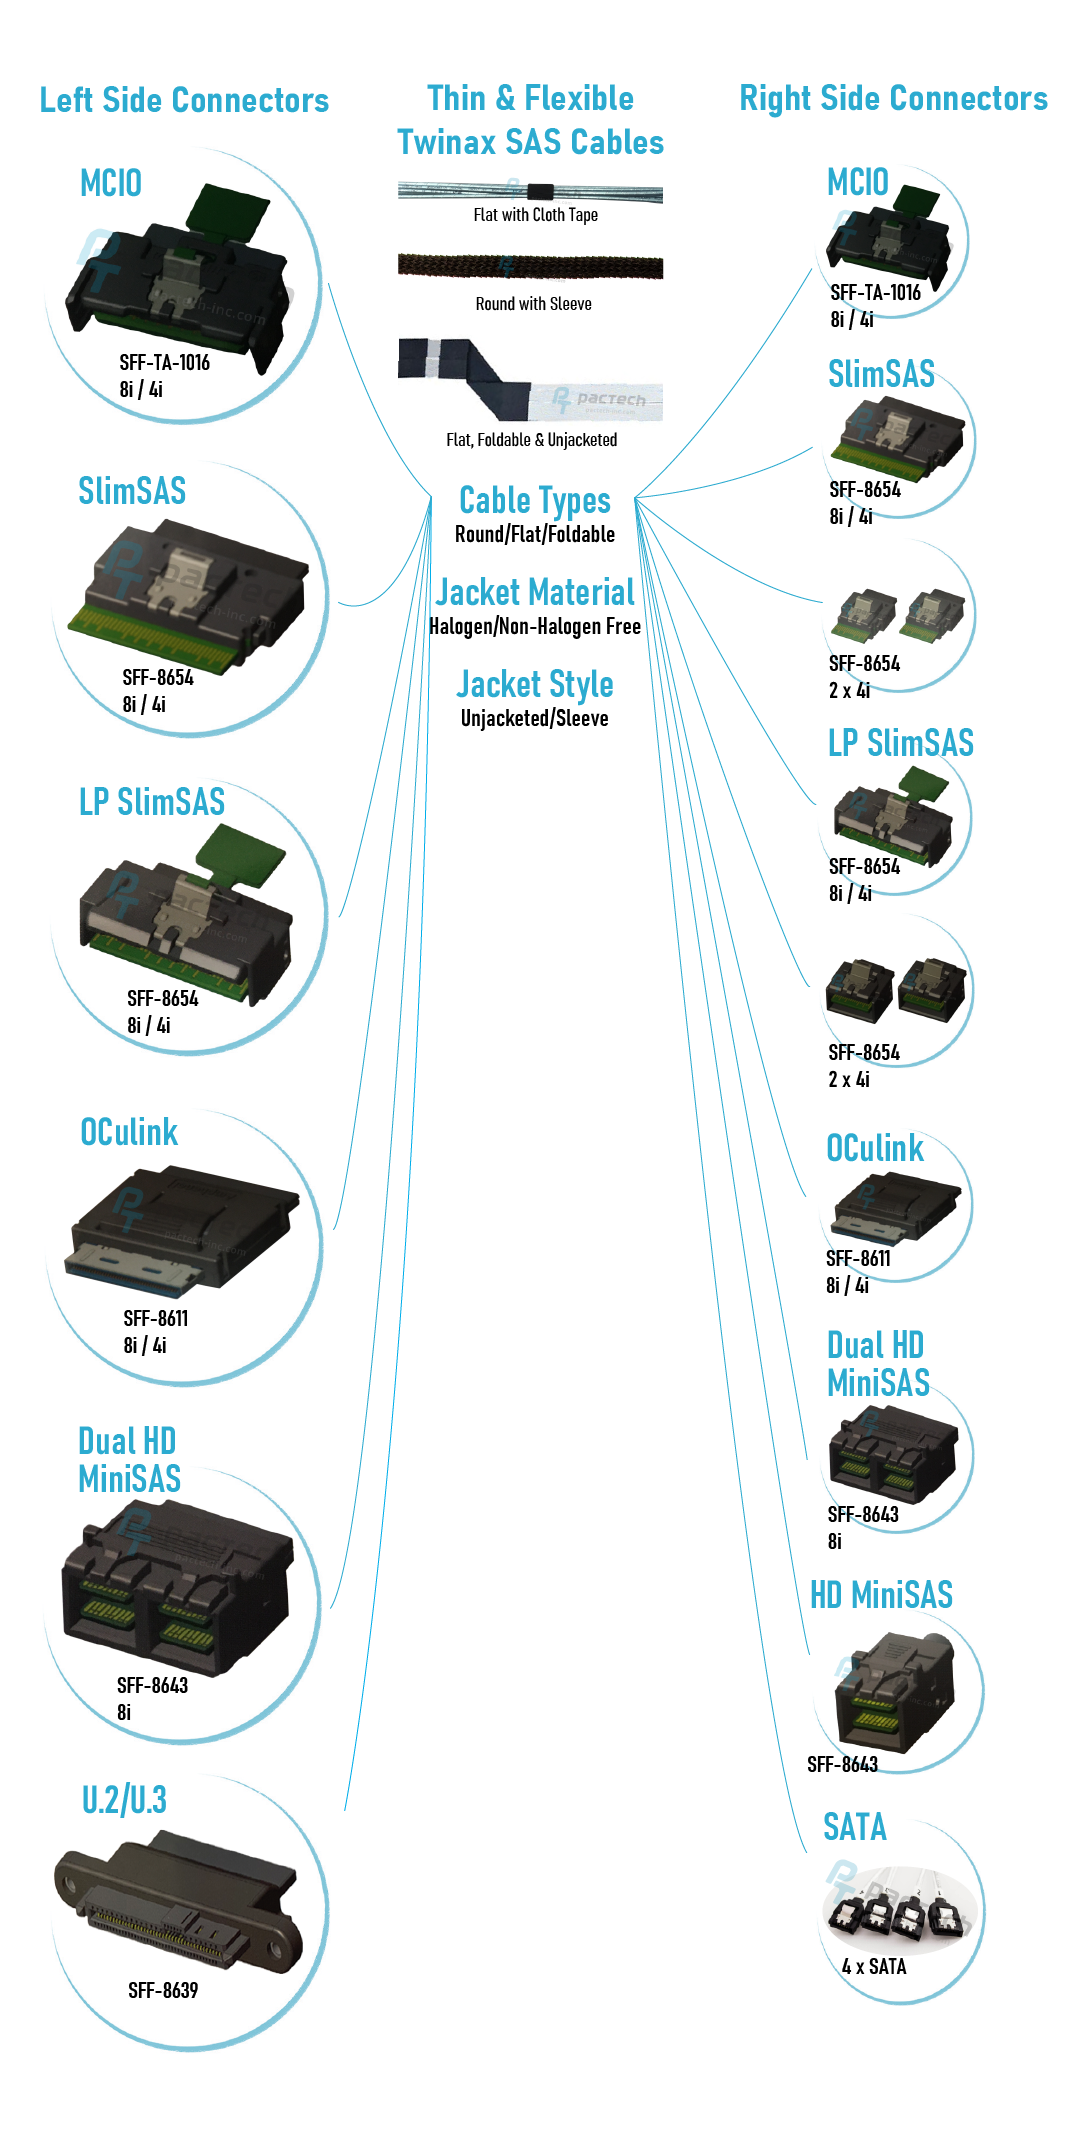 Left Side Connectors
MCIO
SFF-TA-1016
8i / 4i
SlimSAS
SFF-8654
8i / 4i
LP SlimSAS
SFF-8654
8i / 4i
OCulink
SFF-8611
8i / 4i
Dual HD
MiniSAS
SFF-8643
8i
U.2/U.3
SFF-8639
Thin & Flexible
Twinax SAS Cables
Flat with Cloth Tape
Round with Sleeve
PT PACTECH
Flat, Foldable & Unjacketed
Cable Types
Round/Flat/Foldable
Jacket Material
Halogen/Non-Halogen Free
Jacket Style
Unjacketed/Sleeve
Right Side Connectors
MCIO
SFF-TA-1016
8i / 4i
SlimSAS
SFF-8654
8i / 4i
SFF-8654
2 x 4i
LP SlimSAS
SFF-8654
8i / 4i
SFF-8654
2 x 4i
OCulink
SFF-8611
8i / 4i
Dual HD
MiniSAS
SFF-8643
8i
HD MiniSAS
SFF-8643
SATA
4 x SATA